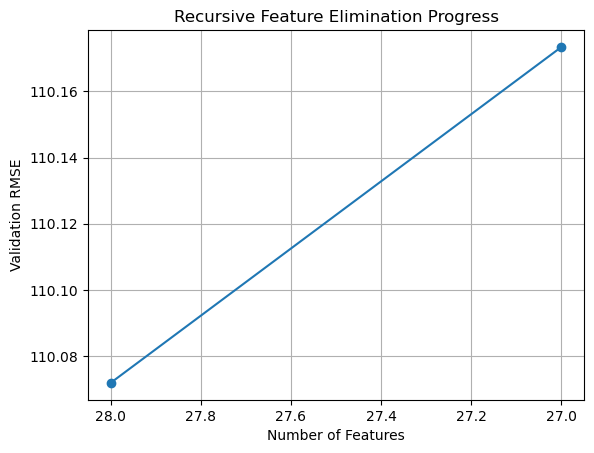 Recursive Feature Elimination Progress
Validation RMSE
110.16
110.14
110.12
110.10
110.08
28.0 27.8 27.6 27.4 27.2 27.0
Number of Features